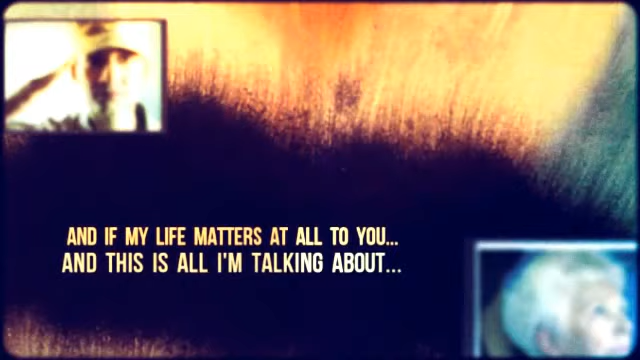 AND IF MY LIFE MATTERS AT ALL TO YOU...
AND THIS IS ALL I'M TALKING ABOUT...